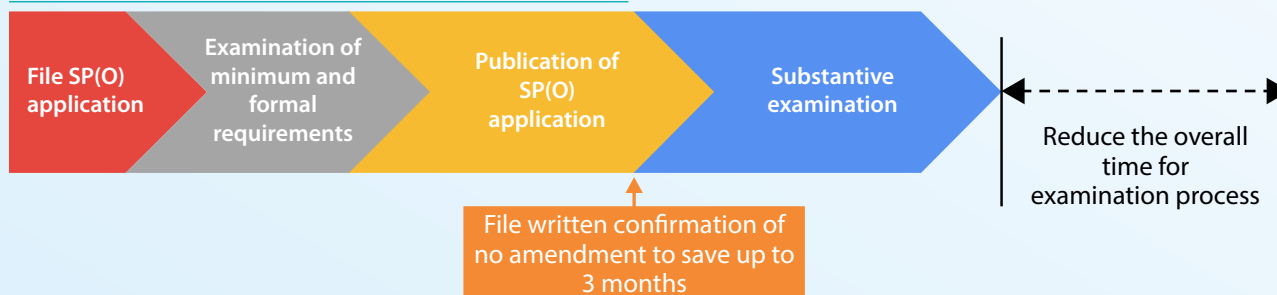 File SP(O)
application
Examination of
minimum and
formal
requirements
Publication of
SP(O)
application
Substantive
examination
Reduce the overall
time for
examination process
File written confirmation of
no amendment to save up to
3 months